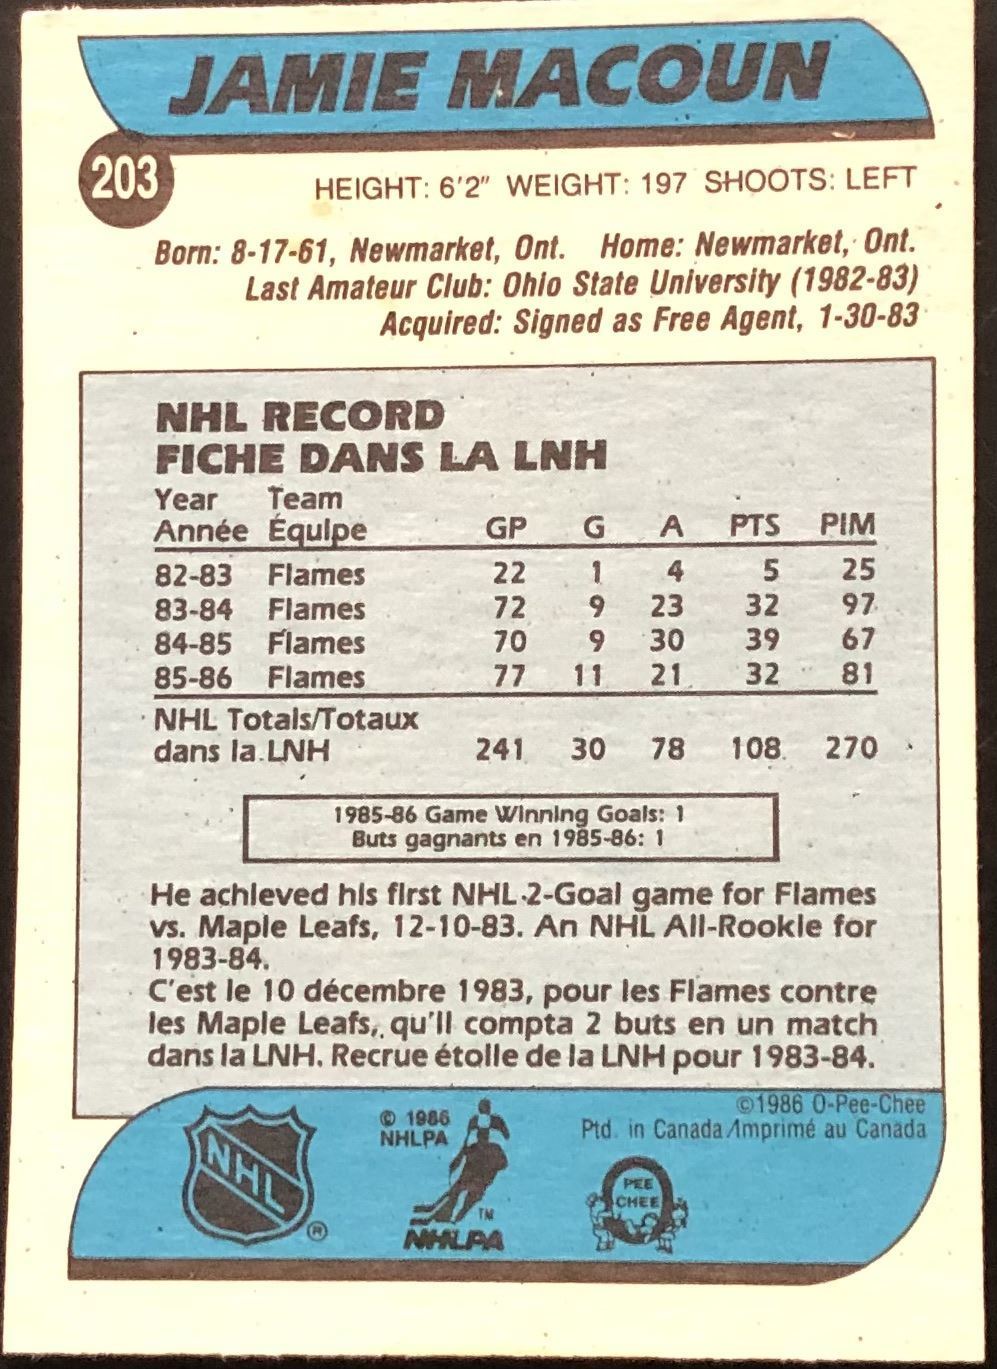 JAMIE MACOUN
203
HEIGHT: 6'2" WEIGHT: 197 SHOOTS: LEFT
Born: 8-17-61, Newmarket, Ont. Home: Newmarket, Ont.
Last Amateur Club: Ohio State University (1982-83)
Acquired: Signed as Free Agent, 1-30-83
NHL RECORD
FICHE DANS LA LNH
Year Team
Année Équipe GP G A PTS PIM
82-83 Flames 22 1 4 5 25
83-84 Flames 72 9 23 32 97
84-85 Flames 70 9 30 39 67
85-86 Flames 77 11 21 32 81
NHL Totals/Totaux
dans la LNH 241 30 78 108 270
1985-86 Game Winning Goals: 1
Buts gagnants en 1985-86: 1
He achieved his first NHL 2-Goal game for Flames
vs. Maple Leafs, 12-10-83. An NHL All-Rookie for
1983-84.
C'est le 10 décembre 1983, pour les Flames contre
les Maple Leafs, qu'il compta 2 buts en un match
dans la LNH. Recrue étoile de la LNH pour 1983-84.
©1986 O-Pee-Chee
Ptd. in Canada/Imprimé au Canada
© 1986
NHLPA
NHL
®
TM
NHLPA
O
PEE
CHEE